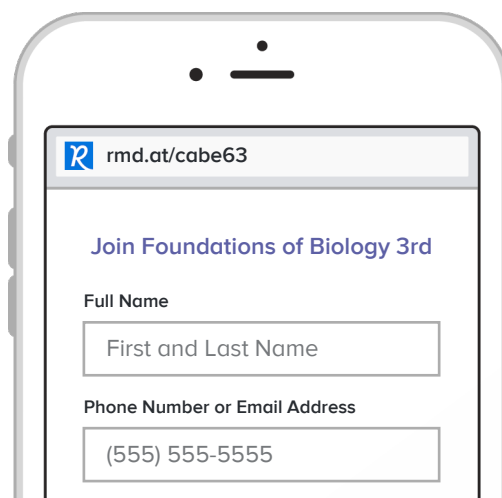 rmd.at/cabe63
Join Foundations of Biology 3rd
Full Name
First and Last Name
Phone Number or Email Address
(555) 555-5555